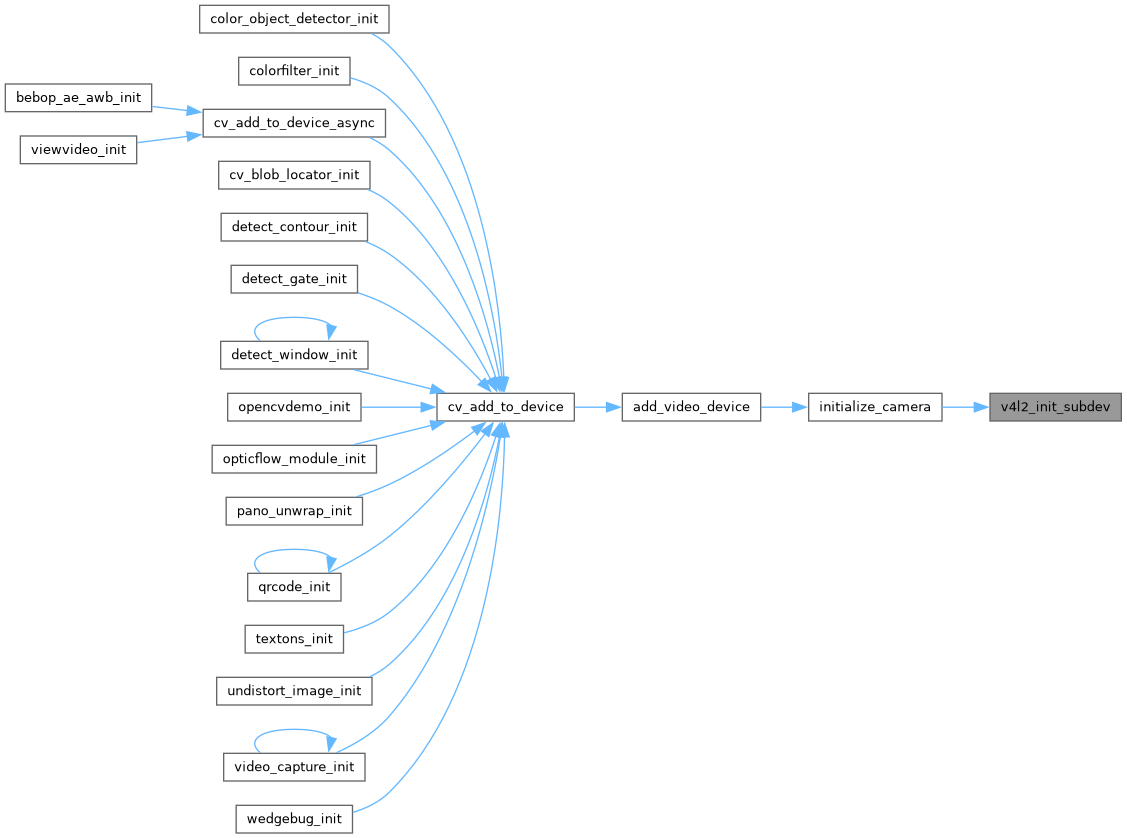 color_object_detector_init
colorfilter_init
bebop_ae_awb_init
cv_add_to_device_async
viewvideo_init
cv_blob_locator_init
detect_contour_init
detect_gate_init
detect_window_init
opencvdemo_init
cv_add_to_device
add_video_device
initialize_camera
v4l2_init_subdev
opticflow_module_init
pano_unwrap_init
qrcode_init
textons_init
undistort_image_init
video_capture_init
wedgebug_init